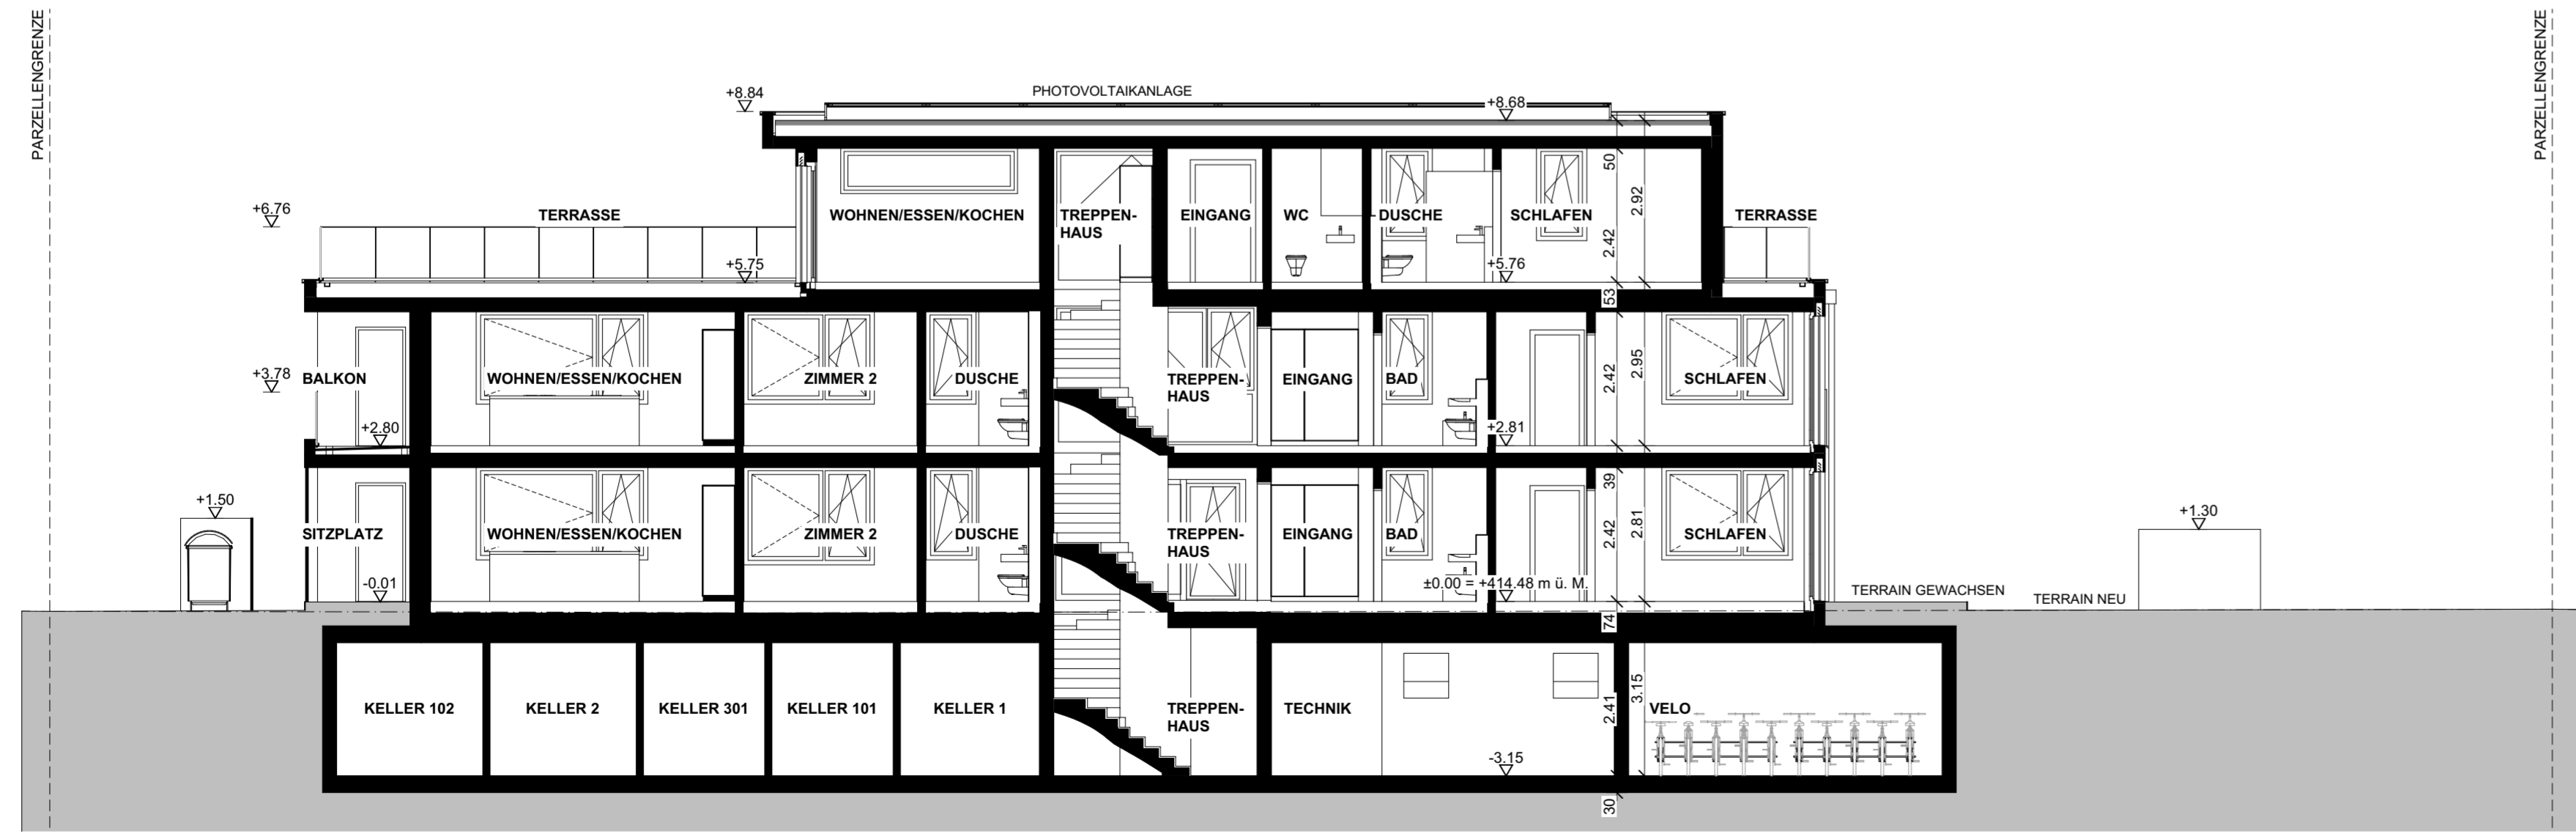 PARZELLENGRENZE
PARZELLENGRENZE
PHOTOVOLTAIKANLAGE
+8.84
+8.68
50
2.92
+6.76
TERRASSE
WOHNEN/ESSEN/KOCHEN
TREPPEN-
HAUS
EINGANG
WC
DUSCHE
SCHLAFEN
TERRASSE
2.42
+5.75
+5.76
53
+3.78
BALKON
WOHNEN/ESSEN/KOCHEN
ZIMMER 2
DUSCHE
TREPPEN-
HAUS
EINGANG
BAD
2.42
2.95
SCHLAFEN
+2.80
+2.81
39
+1.50
SITZPLATZ
WOHNEN/ESSEN/KOCHEN
ZIMMER 2
DUSCHE
TREPPEN-
HAUS
EINGANG
BAD
2.42
2.81
SCHLAFEN
+1.30
-0.01
±0.00 = +414.48 m ü. M.
TERRAIN GEWACHSEN
TERRAIN NEU
74
KELLER 102
KELLER 2
KELLER 301
KELLER 101
KELLER 1
TREPPEN-
HAUS
TECHNIK
2.41
3.15
VELO
-3.15
30